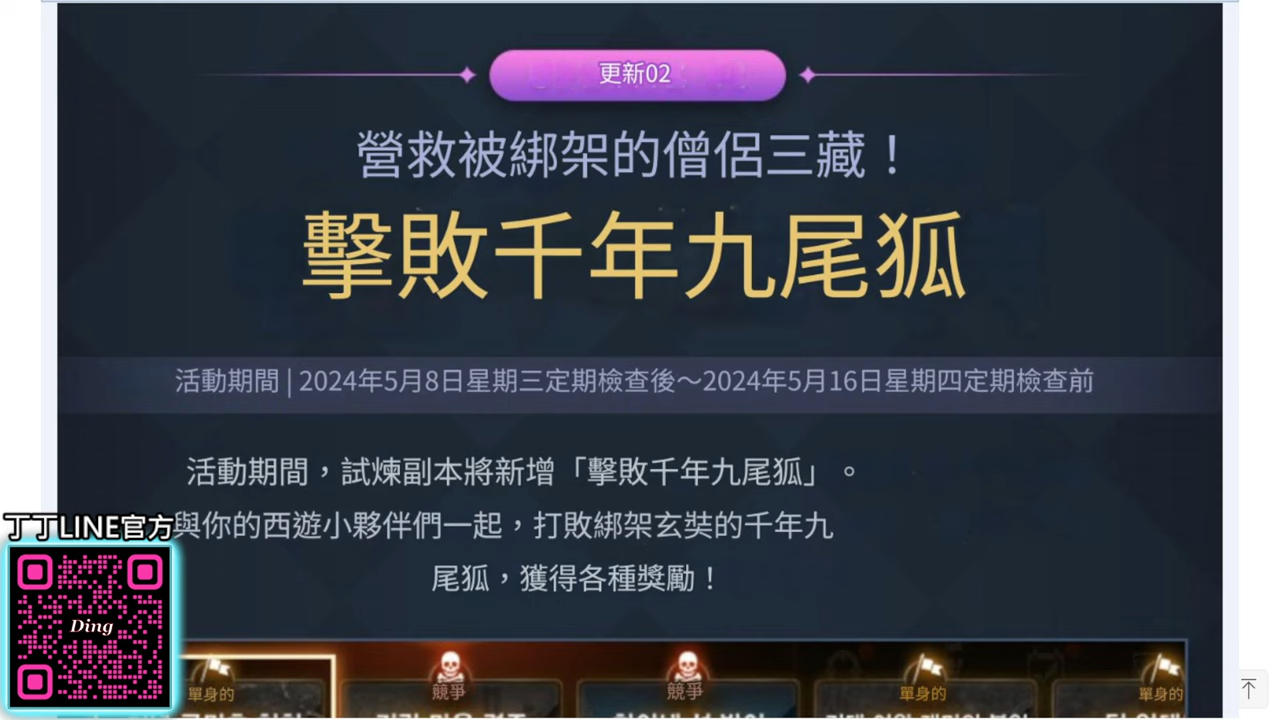 更新02
營救被綁架的僧侶三藏！
擊敗千年九尾狐
活動期間 | 2024年5月8日星期三定期檢查後～2024年5月16日星期四定期檢查前
活動期間，試煉副本將新增「擊敗千年九尾狐」。
與你的西遊小夥伴們一起，打敗綁架玄奘的千年九
尾狐，獲得各種獎勵！
丁丁LINE官方
Ding
單身的 競爭 競爭 單身的 單身的